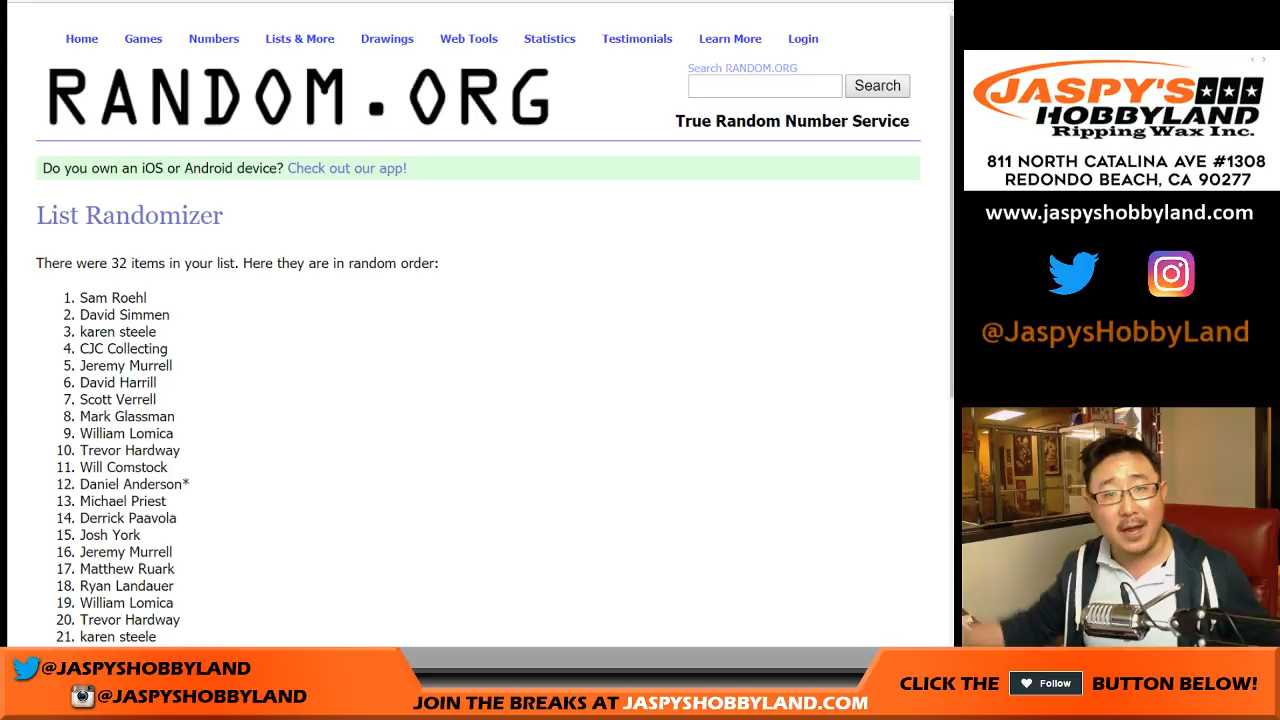 Home Games Numbers Lists & More Drawings Web Tools Statistics Testimonials Learn More Login
RANDOM.ORG
Search RANDOM.ORG
Search
True Random Number Service
Do you own an iOS or Android device? Check out our app!
List Randomizer
There were 32 items in your list. Here they are in random order:
1. Sam Roehl
2. David Simmen
3. karen steele
4. CJC Collecting
5. Jeremy Murrell
6. David Harrill
7. Scott Verrell
8. Mark Glassman
9. William Lomica
10. Trevor Hardway
11. Will Comstock
12. Daniel Anderson*
13. Michael Priest
14. Derrick Paavola
15. Josh York
16. Jeremy Murrell
17. Matthew Ruark
18. Ryan Landauer
19. William Lomica
20. Trevor Hardway
21. karen steele
JASPY'S
HOBBYLAND
Ripping Wax Inc.
811 NORTH CATALINA AVE #1308
REDONDO BEACH, CA 90277
www.jaspyshobbyland.com
@JaspysHobbyLand
@JASPYSHOBBYLAND
@JASPYSHOBBYLAND
JOIN THE BREAKS AT JASPYSHOBBYLAND.COM
CLICK THE Follow BUTTON BELOW!